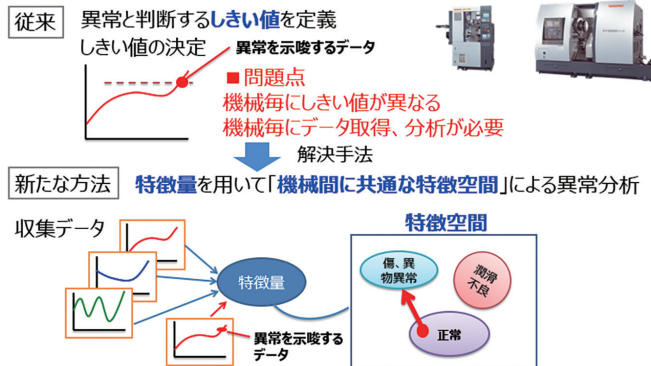 従来
異常と判断するしきい値を定義
しきい値の決定
異常を示唆するデータ
■問題点
機械毎にしきい値が異なる
機械毎にデータ取得、分析が必要
解決手法
新たな方法
特徴量を用いて「機械間に共通な特徴空間」による異常分析
収集データ
特徴量
異常を示唆する
データ
特徴空間
傷、異
物異常
潤滑
不良
正常